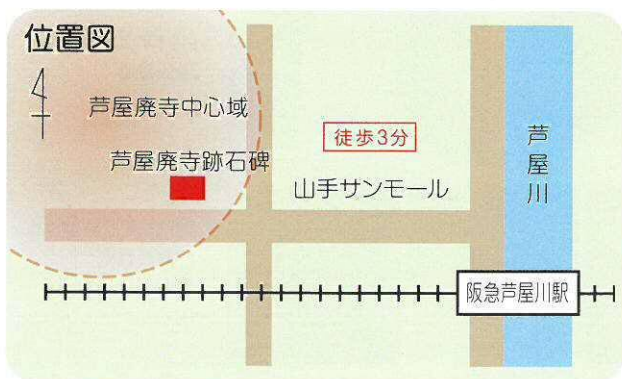 位置図
芦屋廃寺中心域
芦屋廃寺跡石碑
徒歩3分
山手サンモール
芦屋川
阪急芦屋川駅